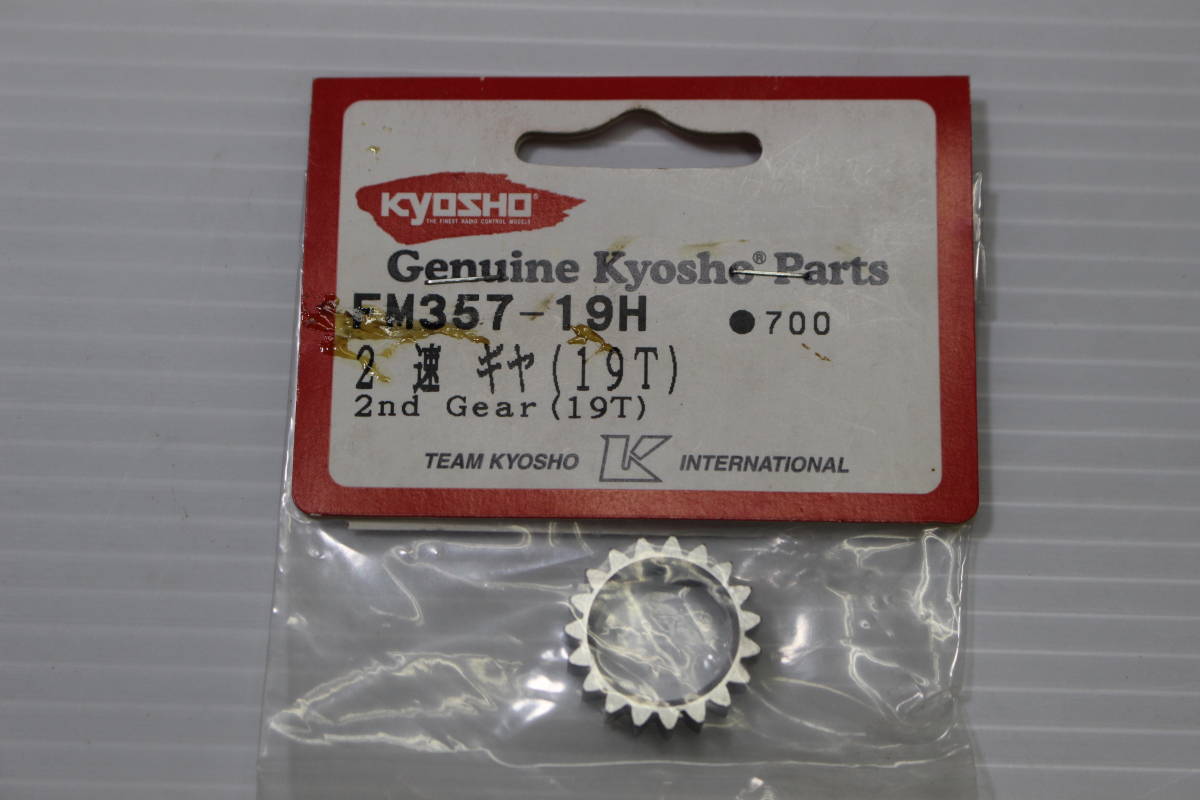 KYOSHO®
THE FINEST RADIO CONTROL MODELS
Genuine Kyosho® Parts
FM357-19H ●700
2 速 ギヤ(19T)
2nd Gear(19T)
TEAM KYOSHO K INTERNATIONAL